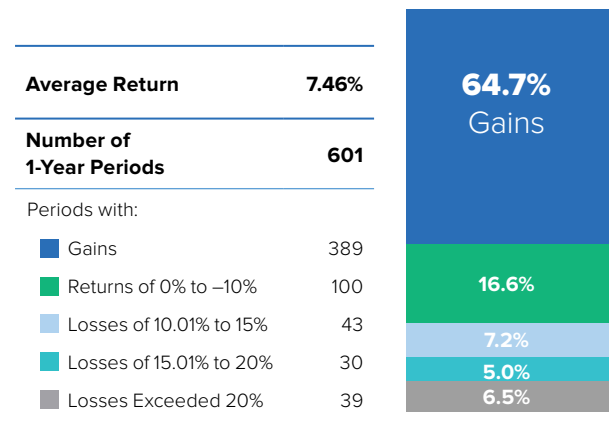 Average Return 7.46%
Number of
1-Year Periods 601
Periods with:
Gains 389
Returns of 0% to –10% 100
Losses of 10.01% to 15% 43
Losses of 15.01% to 20% 30
Losses Exceeded 20% 39
64.7%
Gains
16.6%
7.2%
5.0%
6.5%